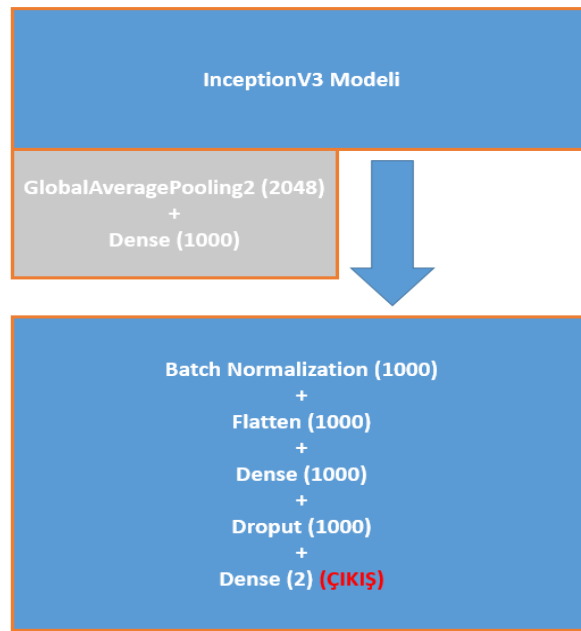 InceptionV3 Modeli
GlobalAveragePooling2 (2048)
+
Dense (1000)
Batch Normalization (1000)
+
Flatten (1000)
+
Dense (1000)
+
Droput (1000)
+
Dense (2) (ÇIKIŞ)